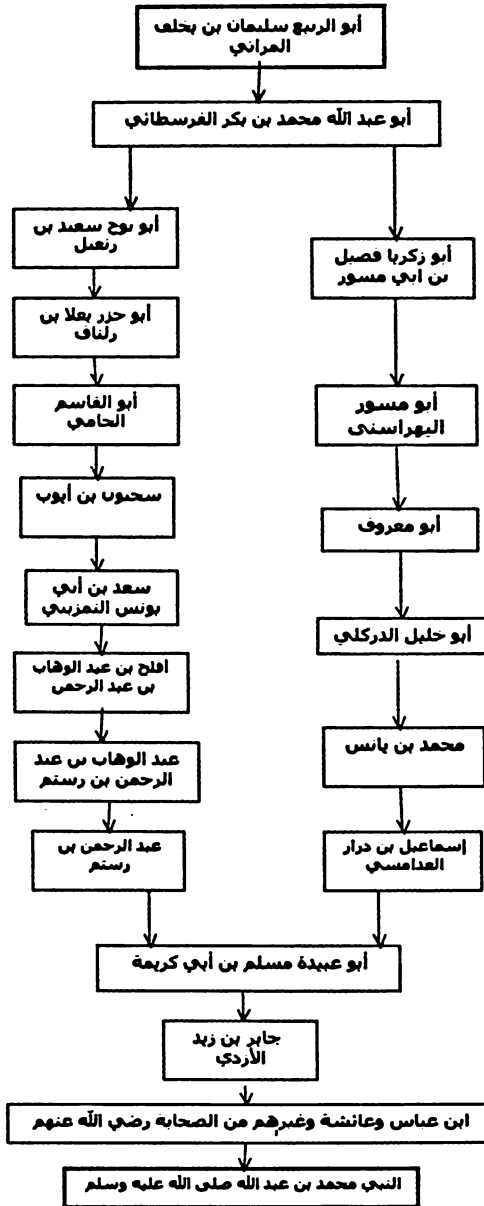 أبو الربيع سليمان بن يخلف
المزاتي
أبو عبد الله محمد بن بكر الفرسطائي
أبو نوح سعيد بن
زنغيل
أبو زكريا فصيل
بن أبي مسور
أبو خزر يغلا بن
زلتاف
أبو مسور
اليهراسني
أبو القاسم
الحامي
سحنون بن أيوب
أبو معروف
سعد بن أبي
يونس
أبو خليل الدركلي
أفلح بن عبد الوهاب
بن عبد الرحمن
محمد بن يانس
عبد الوهاب بن عبد
الرحمن بن رستم
إسماعيل بن درار
الغدامسي
عبد الرحمن بن
رستم
أبو عبيدة مسلم بن أبي كريمة
جابر بن زيد
الأزدي
ابن عباس وعائشة وغيرهم من الصحابة رضي الله عنهم
النبي محمد بن عبد الله صلى الله عليه وسلم